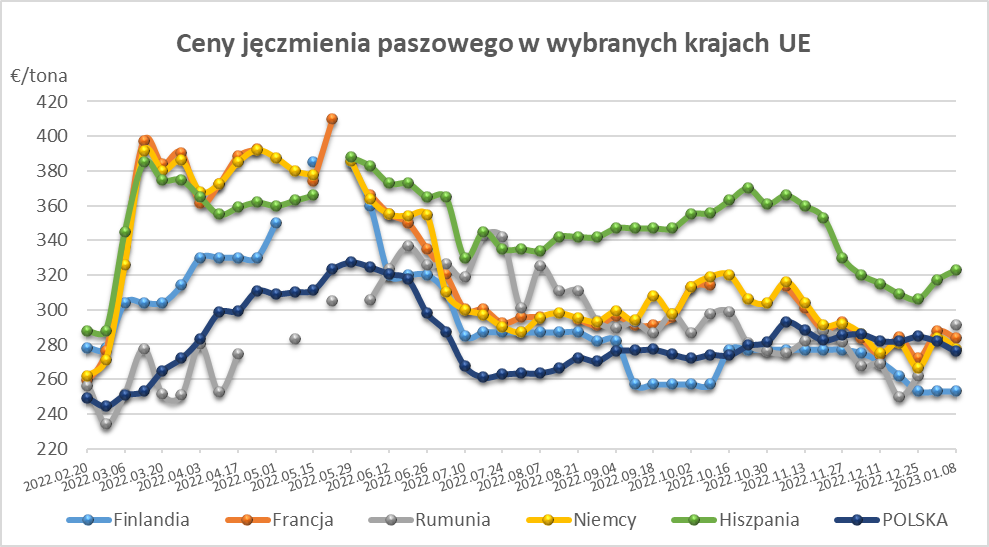 Ceny jęczmienia paszowego w wybranych krajach UE
€/tona
420
400
380
360
340
320
300
280
260
240
220
2022.02.20 2022.03.06 2022.03.20 2022.04.03 2022.04.17 2022.05.01 2022.05.15 2022.05.29 2022.06.12 2022.06.26 2022.07.10 2022.07.24 2022.08.07 2022.08.21 2022.09.04 2022.09.18 2022.10.02 2022.10.16 2022.10.30 2022.11.13 2022.11.27 2022.12.11 2022.12.25 2023.01.08
Finlandia Francja Rumunia Niemcy Hiszpania POLSKA